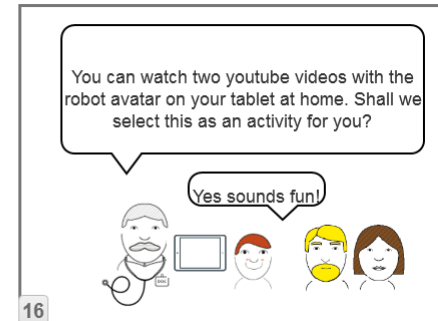 You can watch two youtube videos with the
robot avatar on your tablet at home. Shall we
select this as an activity for you?
Yes sounds fun!
16